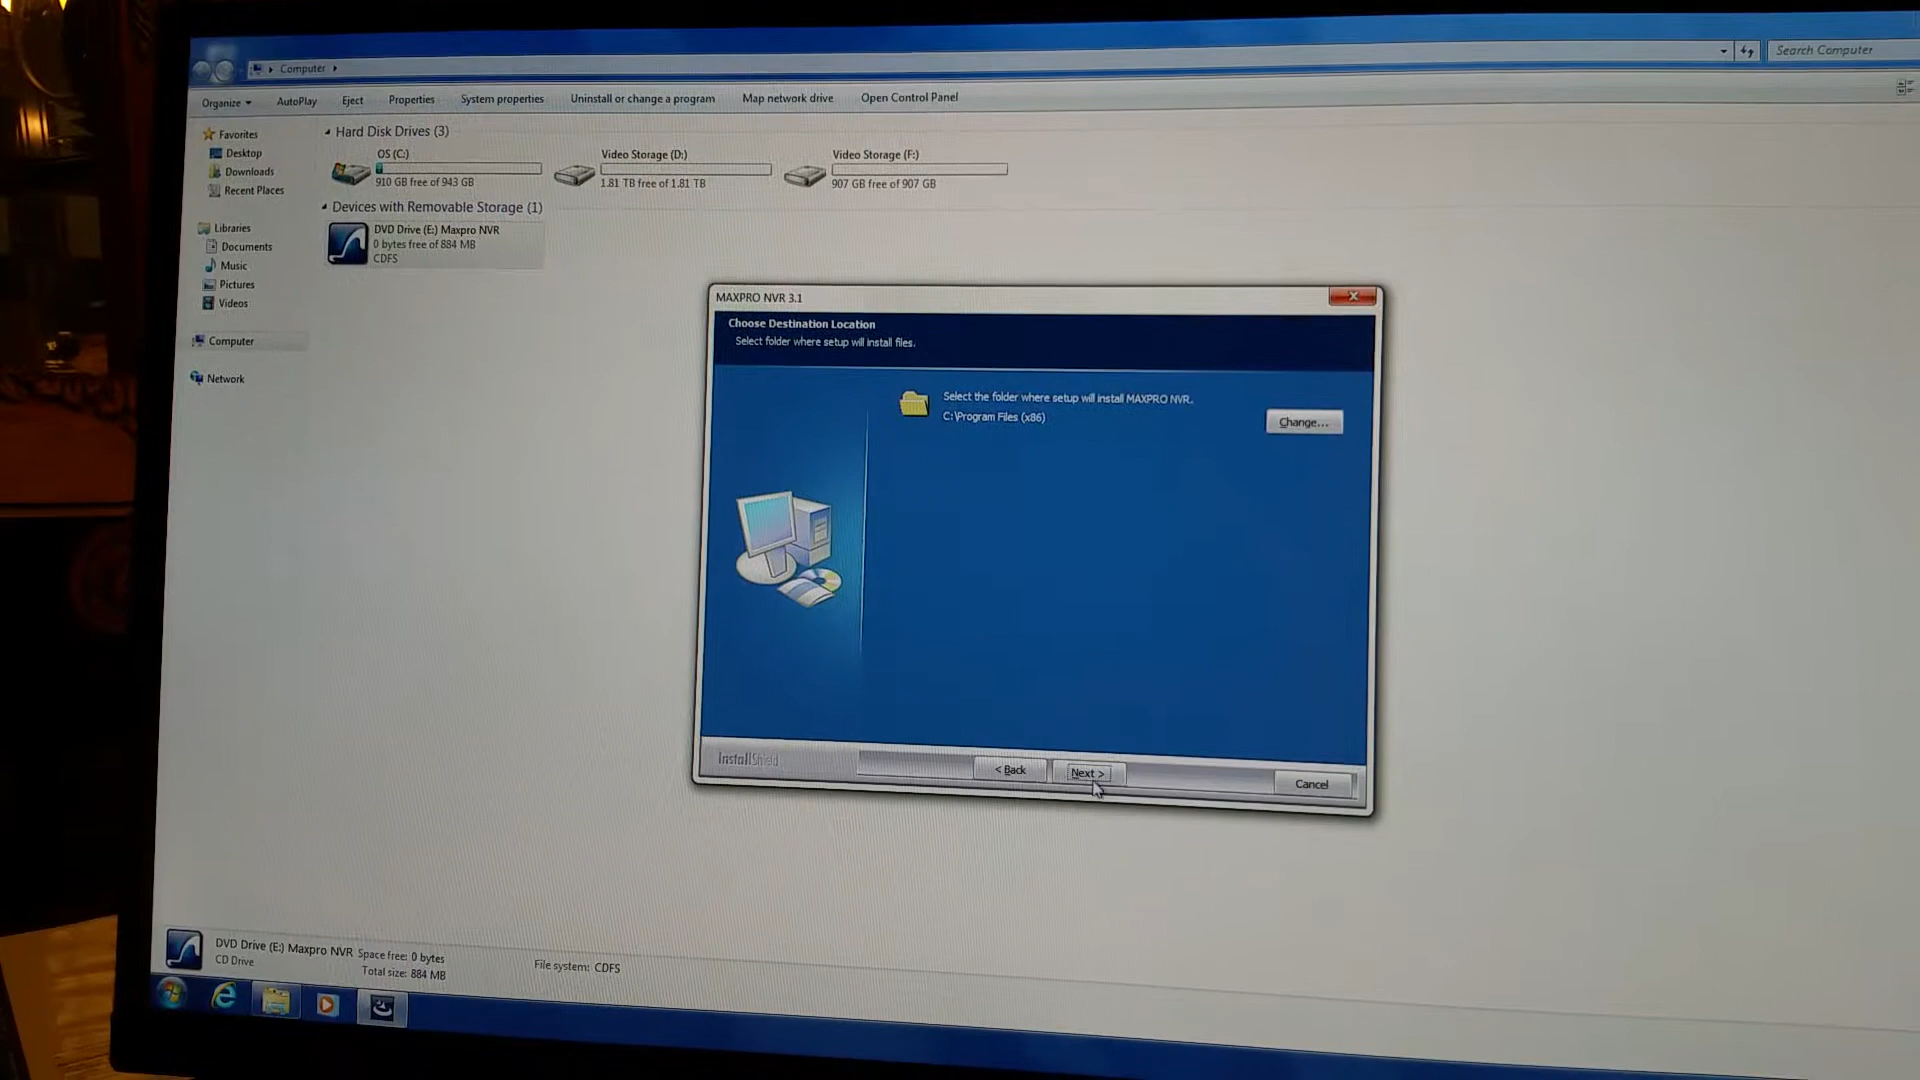 Computer
Search Computer
Organize
AutoPlay
Eject
Properties
System properties
Uninstall or change a program
Map network drive
Open Control Panel
Favorites
Desktop
Downloads
Recent Places
Libraries
Documents
Music
Pictures
Videos
Computer
Network
Hard Disk Drives (3)
OS (C:)
910 GB free of 943 GB
Video Storage (D:)
1.81 TB free of 1.81 TB
Video Storage (F:)
907 GB free of 907 GB
Devices with Removable Storage (1)
DVD Drive (E:) Maxpro NVR
0 bytes free of 884 MB
CDFS
MAXPRO NVR 3.1
Choose Destination Location
Select folder where setup will install files.
Select the folder where setup will install MAXPRO NVR.
C:\Program Files (x86)
Change...
InstallShield
< Back
Next >
Cancel
DVD Drive (E:) Maxpro NVR Space free: 0 bytes
CD Drive
Total size: 884 MB
File system: CDFS